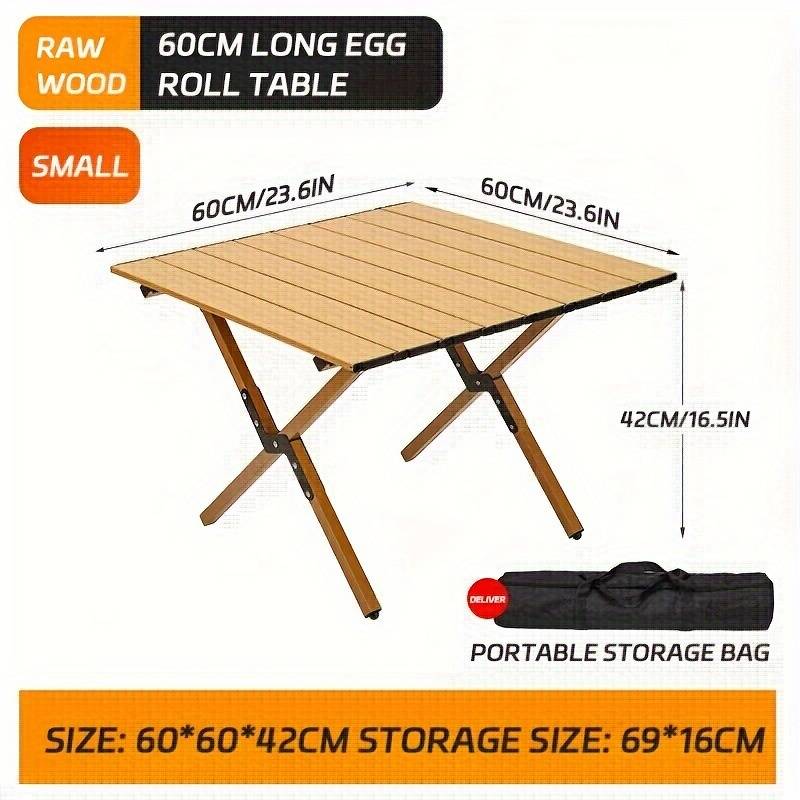 RAW
WOOD
60CM LONG EGG
ROLL TABLE
SMALL
60CM/23.6IN
60CM/23.6IN
42CM/16.5IN
DELIVER
PORTABLE STORAGE BAG
SIZE: 60*60*42CM STORAGE SIZE: 69*16CM